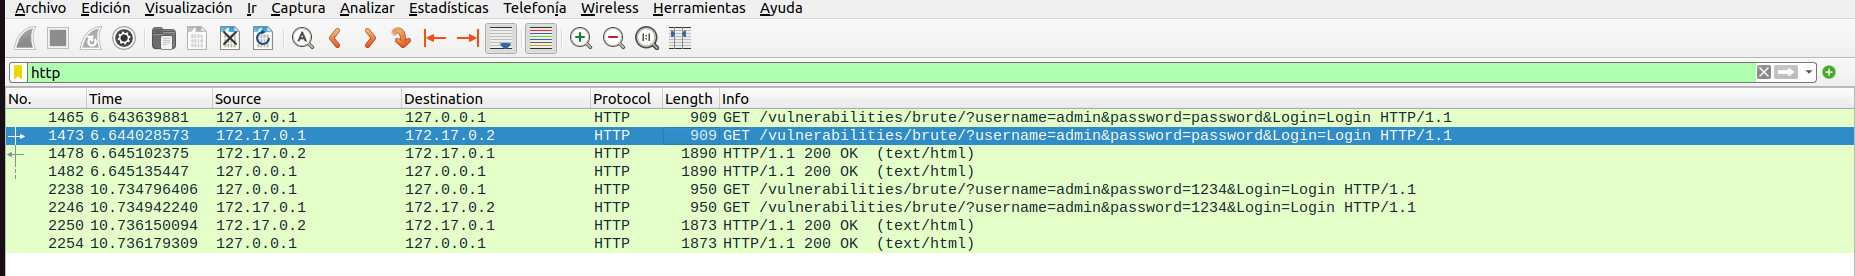 Archivo Edición Visualización Ir Captura Analizar Estadísticas Telefonía Wireless Herramientas Ayuda
http
No. Time Source Destination Protocol Length Info
1465 6.643639881 127.0.0.1 127.0.0.1 HTTP 909 GET /vulnerabilities/brute/?username=admin&password=password&Login=Login HTTP/1.1
1473 6.644028573 172.17.0.1 172.17.0.2 HTTP 909 GET /vulnerabilities/brute/?username=admin&password=password&Login=Login HTTP/1.1
1478 6.645102375 172.17.0.2 172.17.0.1 HTTP 1890 HTTP/1.1 200 OK (text/html)
1482 6.645135447 127.0.0.1 127.0.0.1 HTTP 1890 HTTP/1.1 200 OK (text/html)
2238 10.734796406 127.0.0.1 127.0.0.1 HTTP 950 GET /vulnerabilities/brute/?username=admin&password=1234&Login=Login HTTP/1.1
2246 10.734942240 172.17.0.1 172.17.0.2 HTTP 950 GET /vulnerabilities/brute/?username=admin&password=1234&Login=Login HTTP/1.1
2250 10.736150094 172.17.0.2 172.17.0.1 HTTP 1873 HTTP/1.1 200 OK (text/html)
2254 10.736179309 127.0.0.1 127.0.0.1 HTTP 1873 HTTP/1.1 200 OK (text/html)